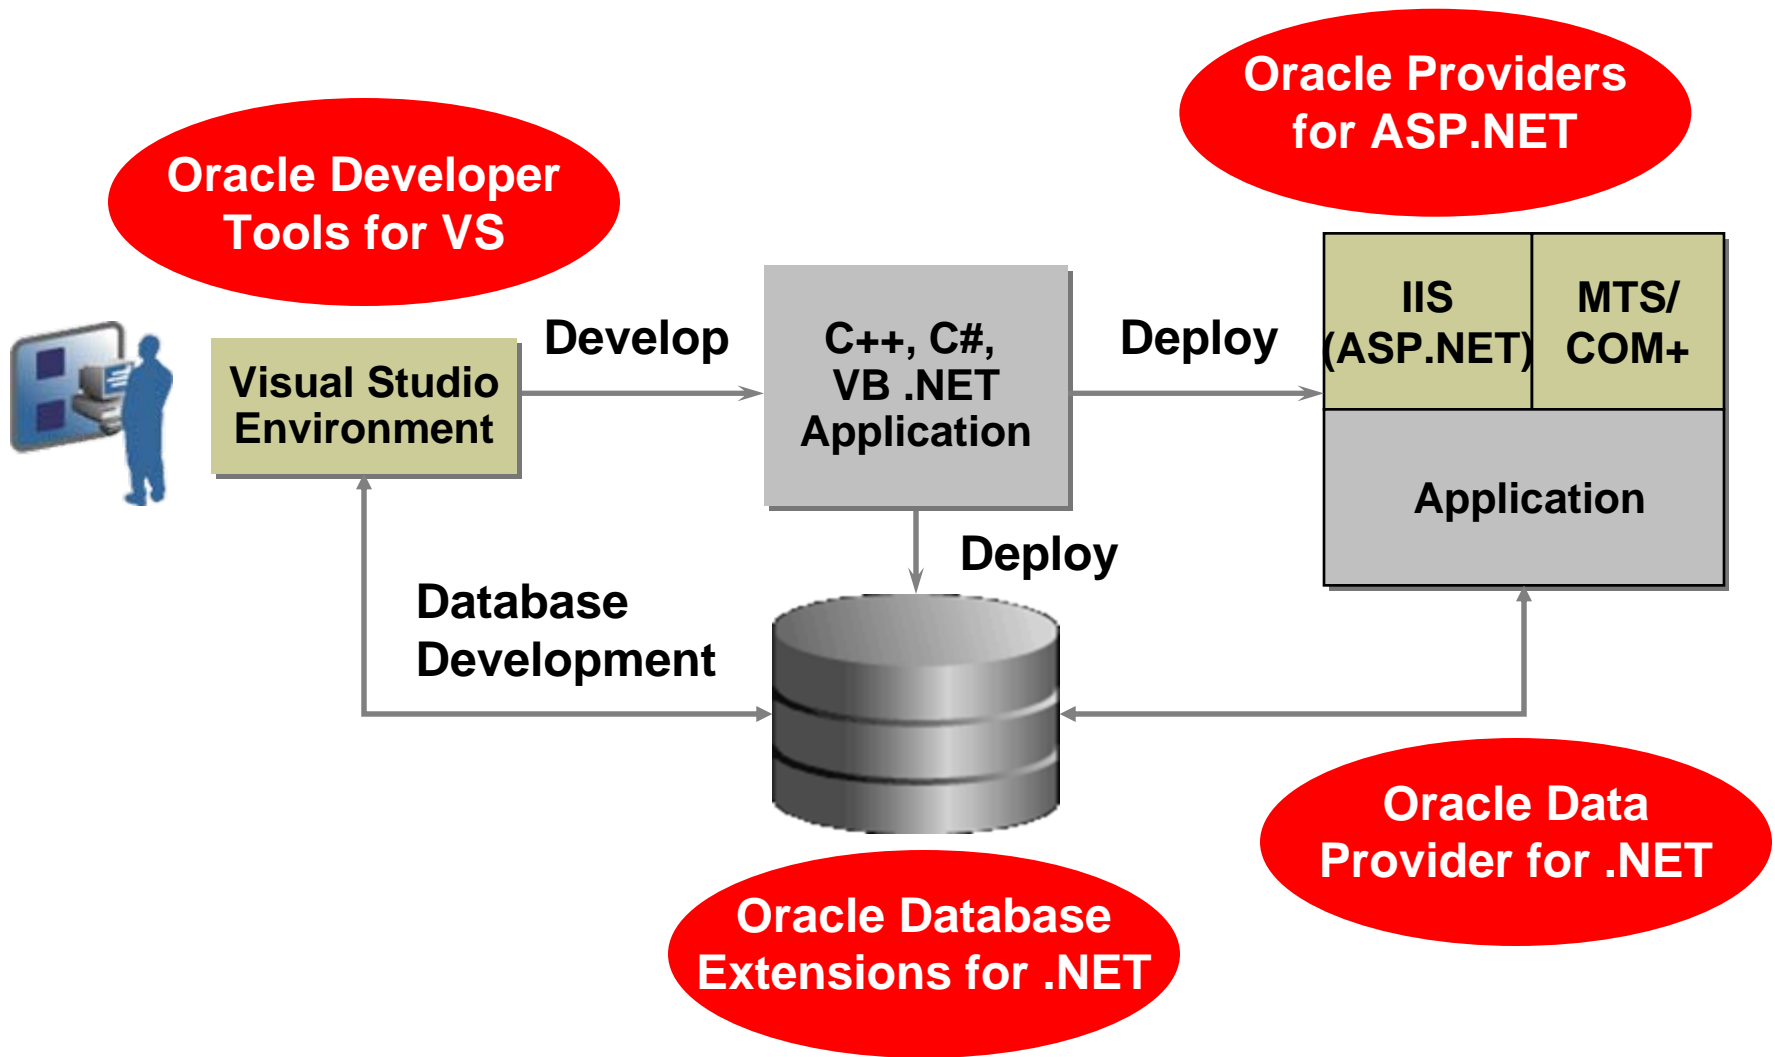 Oracle Providers
for ASP.NET
Oracle Developer
Tools for VS
IIS
(ASP.NET)
MTS/
COM+
Develop
C++, C#,
VB .NET
Application
Deploy
Visual Studio
Environment
Application
Deploy
Database
Development
Oracle Data
Provider for .NET
Oracle Database
Extensions for .NET